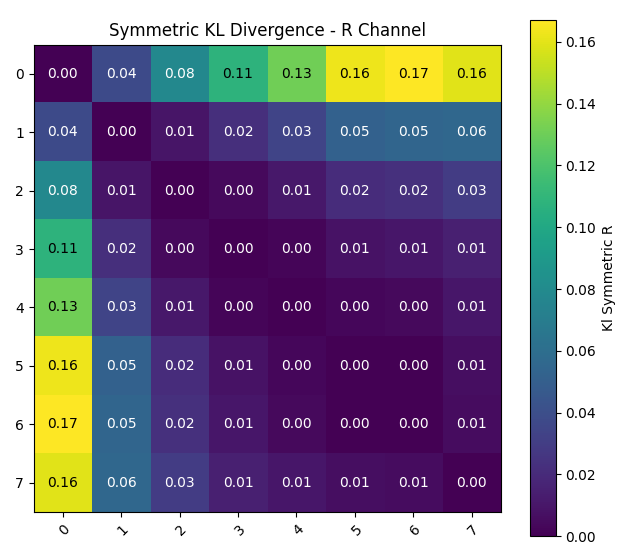 Symmetric KL Divergence - R Channel
0 0.00 0.04 0.08 0.11 0.13 0.16 0.17 0.16
1 0.04 0.00 0.01 0.02 0.03 0.05 0.05 0.06
2 0.08 0.01 0.00 0.00 0.01 0.02 0.02 0.03
3 0.11 0.02 0.00 0.00 0.00 0.01 0.01 0.01
4 0.13 0.03 0.01 0.00 0.00 0.00 0.00 0.01
5 0.16 0.05 0.02 0.01 0.00 0.00 0.00 0.01
6 0.17 0.05 0.02 0.01 0.00 0.00 0.00 0.01
7 0.16 0.06 0.03 0.01 0.01 0.01 0.01 0.00
0 1 2 3 4 5 6 7
0.16
0.14
0.12
0.10
0.08
0.06
0.04
0.02
0.00
Kl Symmetric R